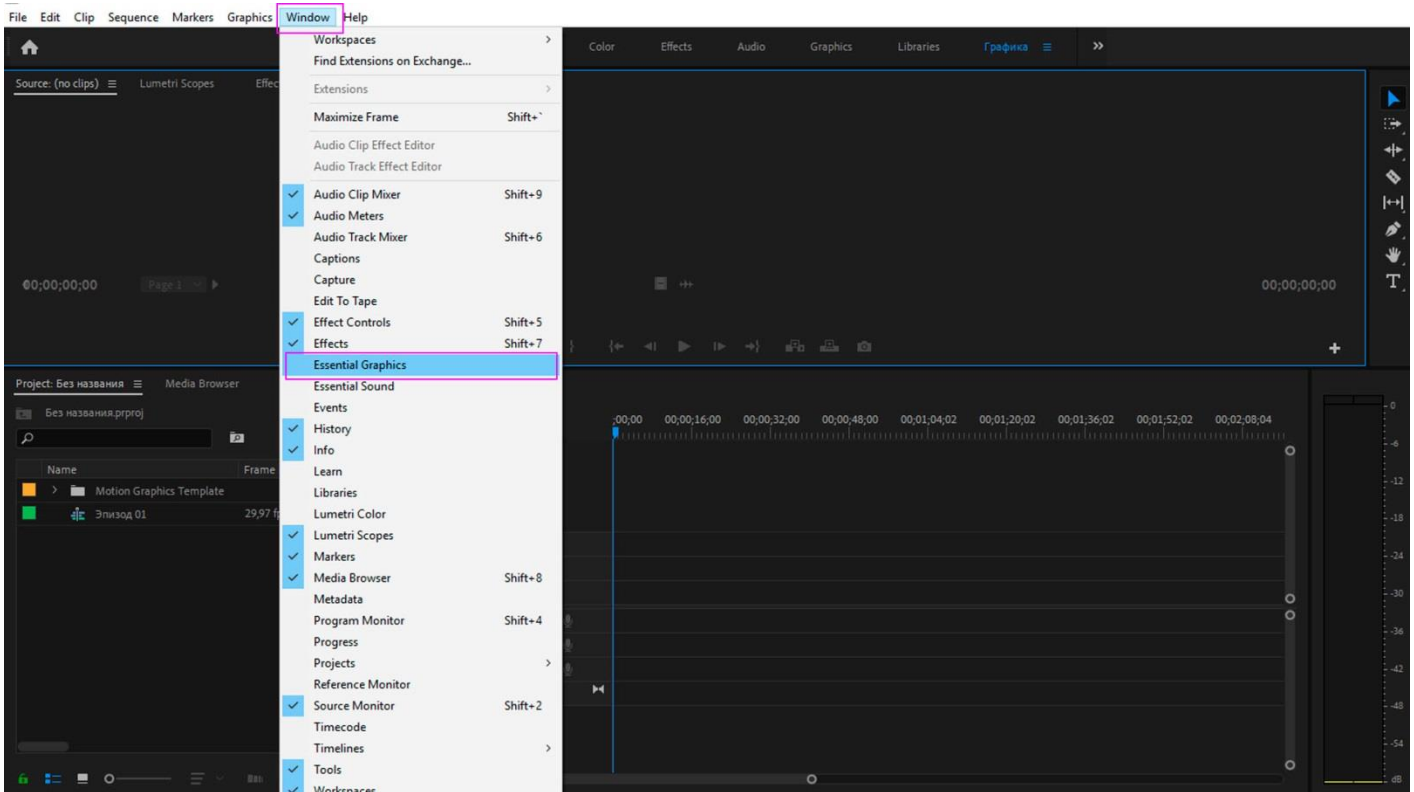 File Edit Clip Sequence Markers Graphics Window Help
Workspaces
Find Extensions on Exchange...
Extensions
Maximize Frame Shift+`
Audio Clip Effect Editor
Audio Track Effect Editor
Audio Clip Mixer Shift+9
Audio Meters
Audio Track Mixer Shift+6
Captions
Capture
Edit To Tape
Effect Controls Shift+5
Effects Shift+7
Essential Graphics
Essential Sound
Events
History
Info
Learn
Libraries
Lumetri Color
Lumetri Scopes
Markers
Media Browser Shift+8
Metadata
Program Monitor Shift+4
Progress
Projects
Reference Monitor
Source Monitor Shift+2
Timecode
Timelines
Tools
Workspaces
Color Effects Audio Graphics Libraries Графика
Source: (no clips) Lumetri Scopes Effec
00;00;00;00 Page 1
00;00;00;00
Project: Без названия Media Browser
Без названия.prproj
Name Frame
Motion Graphics Template
Эпизод 01 29,97 f
;00;00 00;00;16;00 00;00;32;00 00;00;48;00 00;01;04;02 00;01;20;02 00;01;36;02 00;01;52;02 00;02;08;04
0
-6
-12
-18
-24
-30
-36
-42
-48
-54
dB